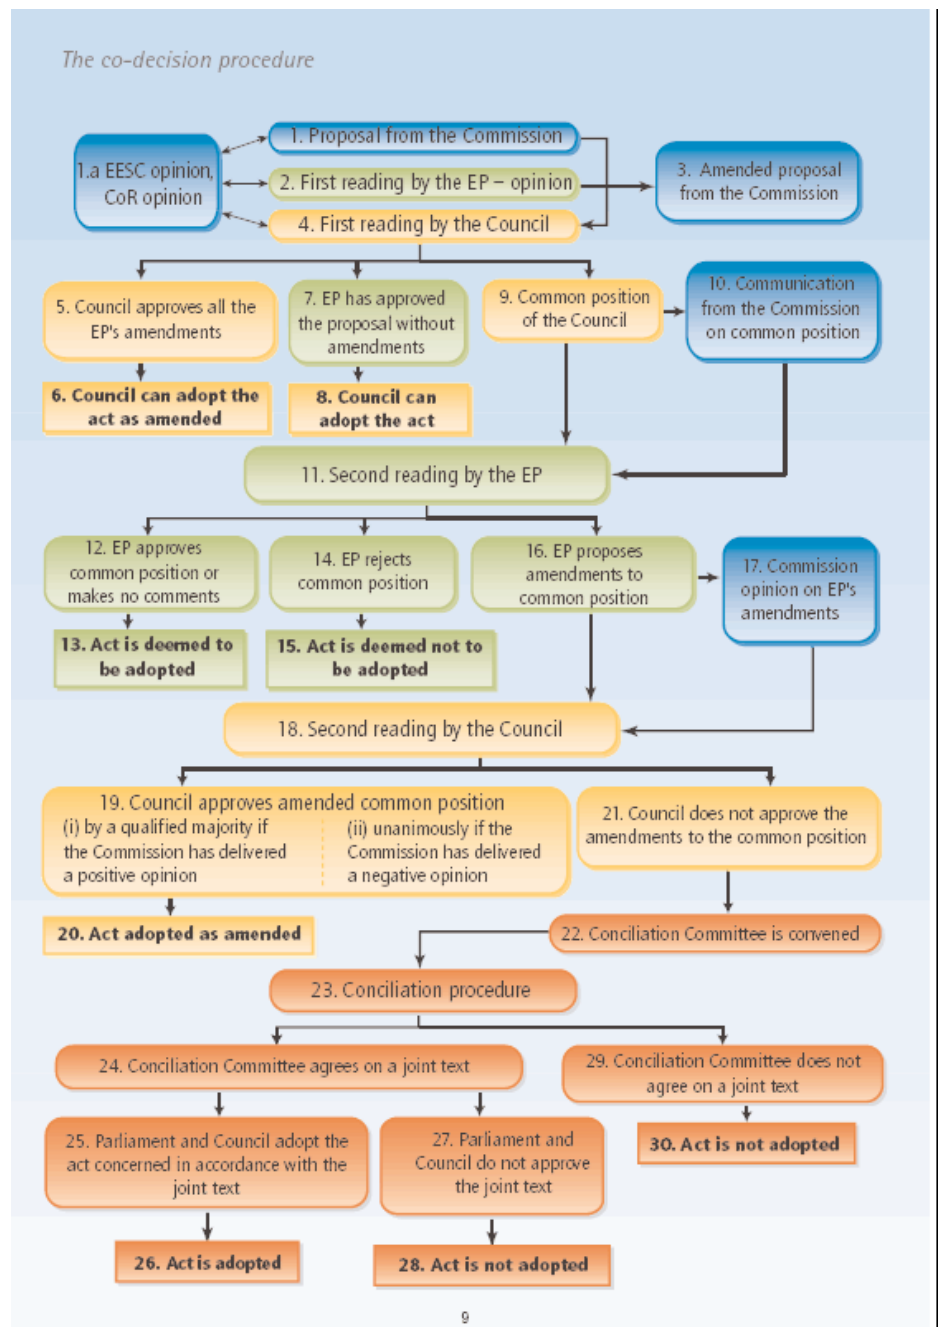 The co-decision procedure
1. Proposal from the Commission
1.a EESC opinion,
CoR opinion
2. First reading by the EP – opinion
3. Amended proposal
from the Commission
4. First reading by the Council
5. Council approves all the
EP's amendments
7. EP has approved
the proposal without
amendments
9. Common position
of the Council
10. Communication
from the Commission
on common position
6. Council can adopt the
act as amended
8. Council can
adopt the act
11. Second reading by the EP
12. EP approves
common position or
makes no comments
14. EP rejects
common position
16. EP proposes
amendments to
common position
17. Commission
opinion on EP's
amendments
13. Act is deemed to
be adopted
15. Act is deemed not to
be adopted
18. Second reading by the Council
19. Council approves amended common position
(i) by a qualified majority if
the Commission has delivered
a positive opinion
(ii) unanimously if the
Commission has delivered
a negative opinion
21. Council does not approve the
amendments to the common position
20. Act adopted as amended
22. Conciliation Committee is convened
23. Conciliation procedure
24. Conciliation Committee agrees on a joint text
29. Conciliation Committee does not
agree on a joint text
25. Parliament and Council adopt the
act concerned in accordance with the
joint text
27. Parliament and
Council do not approve
the joint text
30. Act is not adopted
26. Act is adopted
28. Act is not adopted
9